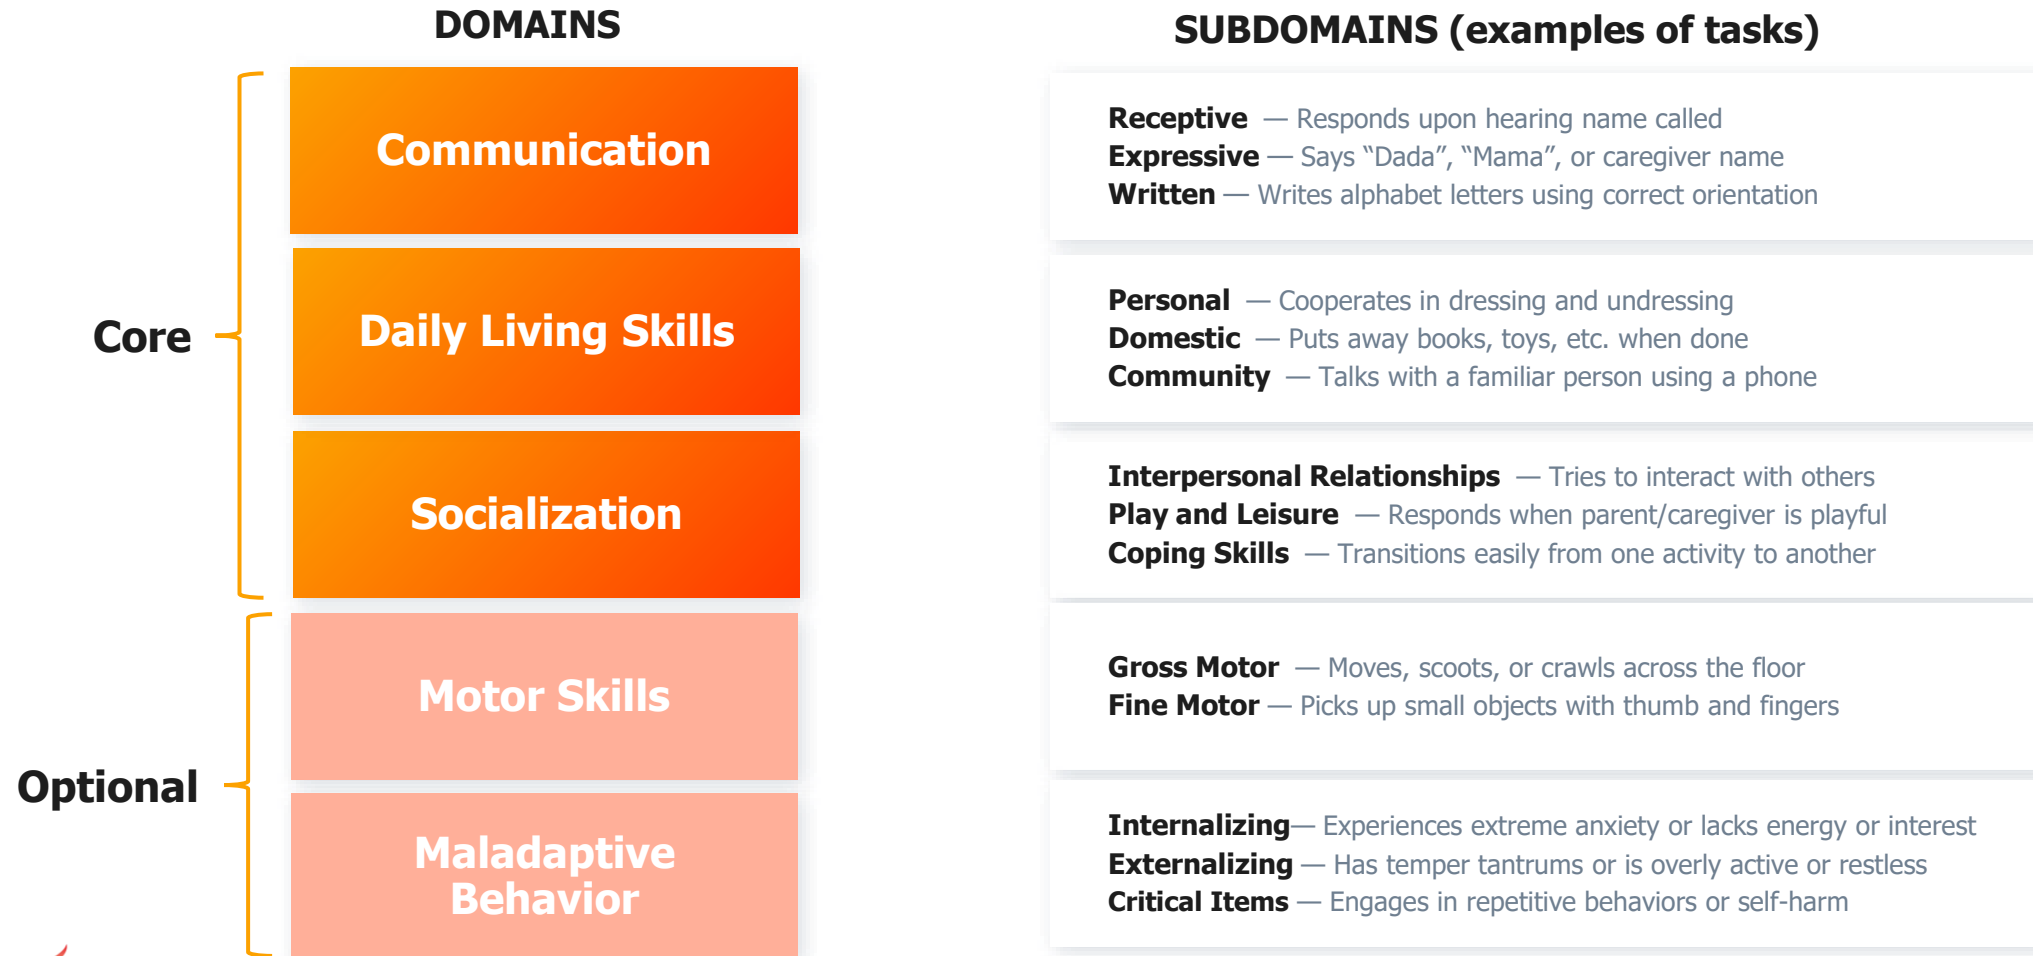 DOMAINS
SUBDOMAINS (examples of tasks)
Core
Communication
Receptive — Responds upon hearing name called
Expressive — Says “Dada”, “Mama”, or caregiver name
Written — Writes alphabet letters using correct orientation
Daily Living Skills
Personal — Cooperates in dressing and undressing
Domestic — Puts away books, toys, etc. when done
Community — Talks with a familiar person using a phone
Socialization
Interpersonal Relationships — Tries to interact with others
Play and Leisure — Responds when parent/caregiver is playful
Coping Skills — Transitions easily from one activity to another
Optional
Motor Skills
Gross Motor — Moves, scoots, or crawls across the floor
Fine Motor — Picks up small objects with thumb and fingers
Maladaptive
Behavior
Internalizing— Experiences extreme anxiety or lacks energy or interest
Externalizing — Has temper tantrums or is overly active or restless
Critical Items — Engages in repetitive behaviors or self-harm